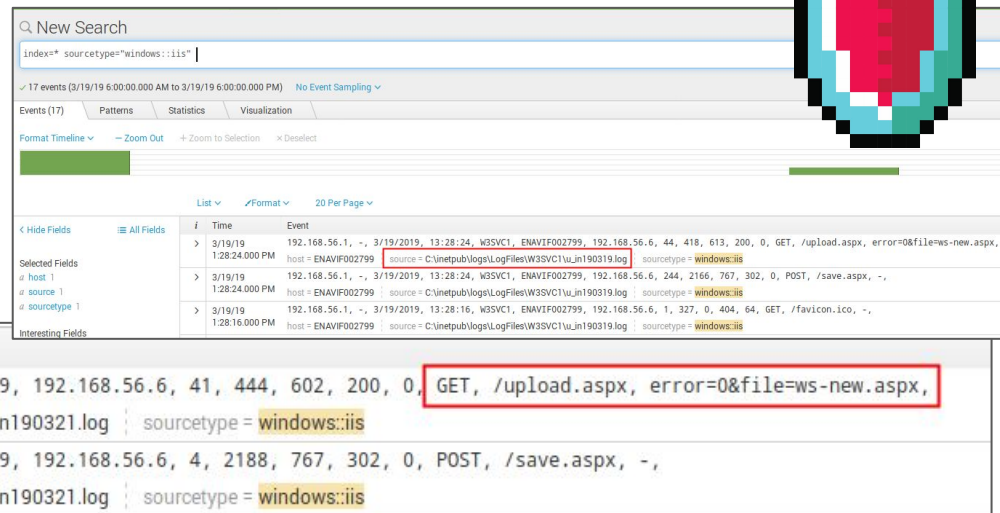 New Search
index=* sourcetype="windows::iis"
17 events (3/19/19 6:00:00.000 AM to 3/19/19 6:00:00.000 PM) No Event Sampling
Events (17) Patterns Statistics Visualization
Format Timeline — Zoom Out + Zoom to Selection × Deselect
List Format 20 Per Page
< Hide Fields All Fields i Time Event
Selected Fields
a host 1
a source 1
a sourcetype 1
Interesting Fields
> 3/19/19 192.168.56.1, -, 3/19/2019, 13:28:24, W3SVC1, ENAVIF002799, 192.168.56.6, 44, 418, 613, 200, 0, GET, /upload.aspx, error=0&file=ws-new.aspx,
1:28:24.000 PM host = ENAVIF002799 source = C:\inetpub\logs\LogFiles\W3SVC1\u_in190319.log sourcetype = windows::iis
> 3/19/19 192.168.56.1, -, 3/19/2019, 13:28:24, W3SVC1, ENAVIF002799, 192.168.56.6, 244, 2166, 767, 302, 0, POST, /save.aspx, -,
1:28:24.000 PM host = ENAVIF002799 source = C:\inetpub\logs\LogFiles\W3SVC1\u_in190319.log sourcetype = windows::iis
> 3/19/19 192.168.56.1, -, 3/19/2019, 13:28:16, W3SVC1, ENAVIF002799, 192.168.56.6, 1, 327, 0, 404, 64, GET, /favicon.ico, -,
1:28:16.000 PM host = ENAVIF002799 source = C:\inetpub\logs\LogFiles\W3SVC1\u_in190319.log sourcetype = windows::iis
9, 192.168.56.6, 41, 444, 602, 200, 0, GET, /upload.aspx, error=0&file=ws-new.aspx,
n190321.log sourcetype = windows::iis
9, 192.168.56.6, 4, 2188, 767, 302, 0, POST, /save.aspx, -,
n190321.log sourcetype = windows::iis